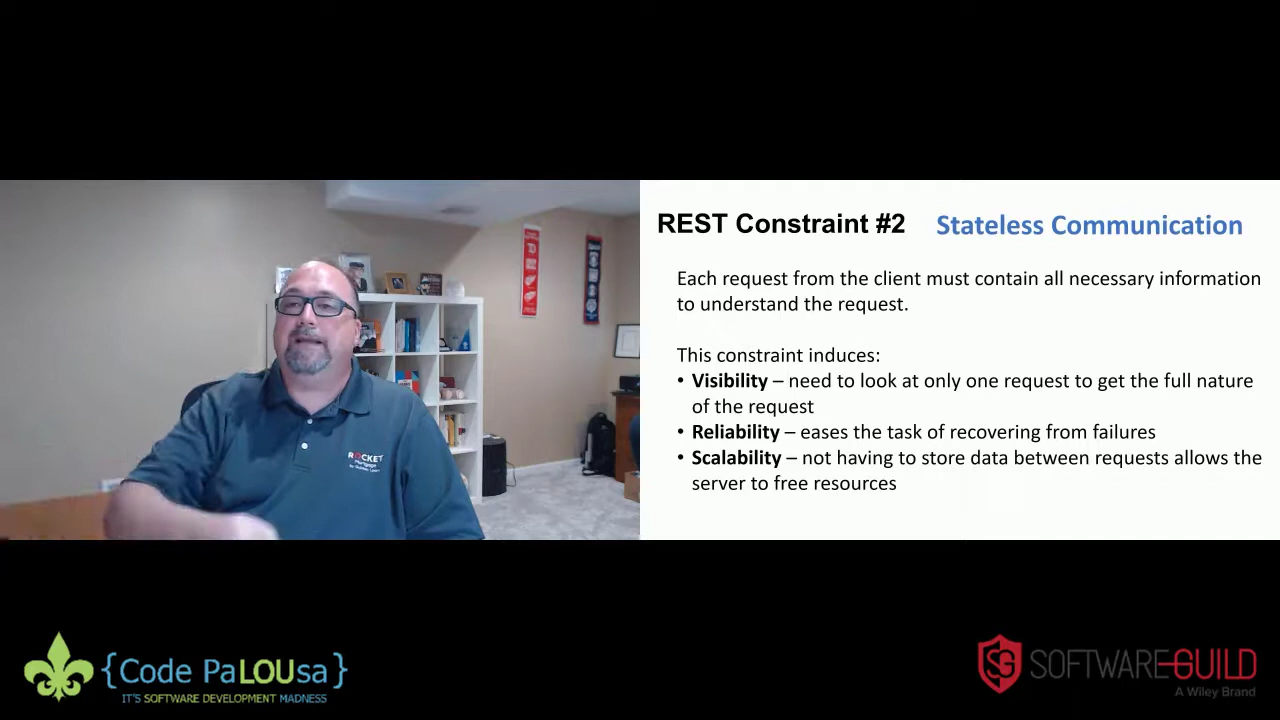 REST Constraint #2 Stateless Communication
Each request from the client must contain all necessary information
to understand the request.
This constraint induces:
• Visibility – need to look at only one request to get the full nature
of the request
• Reliability – eases the task of recovering from failures
• Scalability – not having to store data between requests allows the
server to free resources
ROCKET
Mortgage
{Code PaLOUsa}
IT'S SOFTWARE DEVELOPMENT MADNESS
SG SOFTWARE GUILD
A Wiley Brand